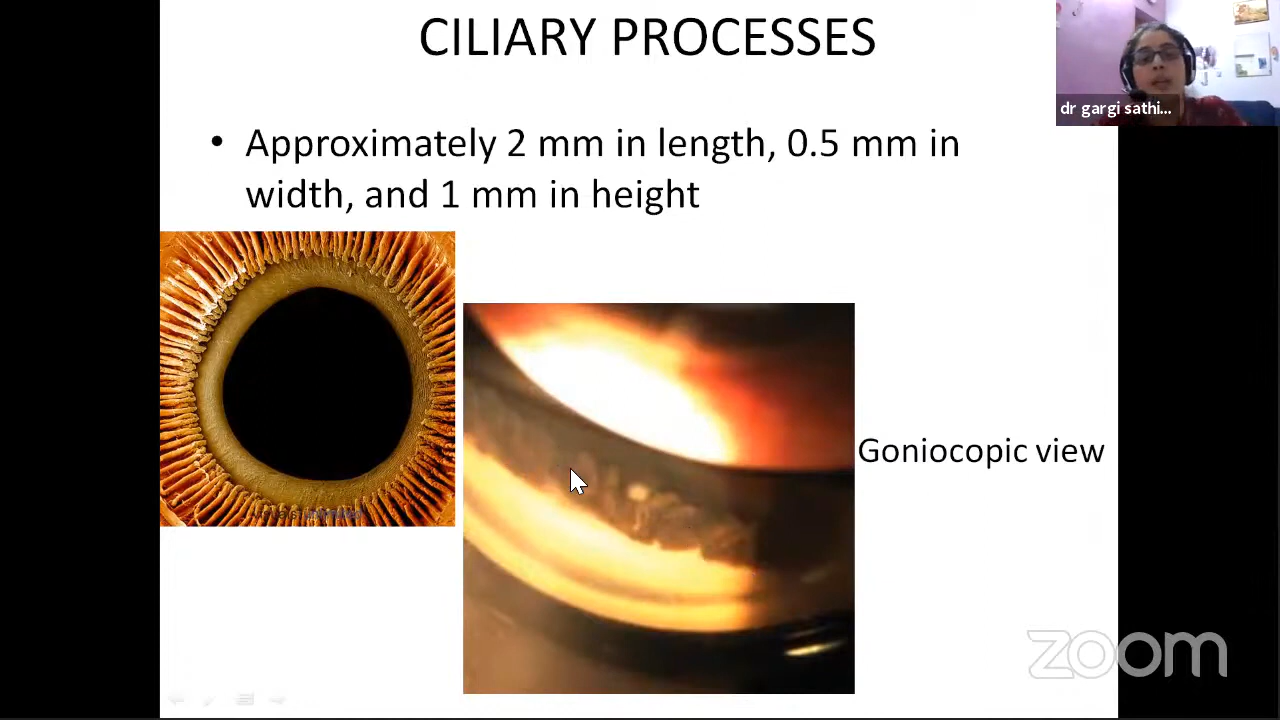 CILIARY PROCESSES
dr gargi sathi...
• Approximately 2 mm in length, 0.5 mm in
width, and 1 mm in height
Goniocopic view
zoom